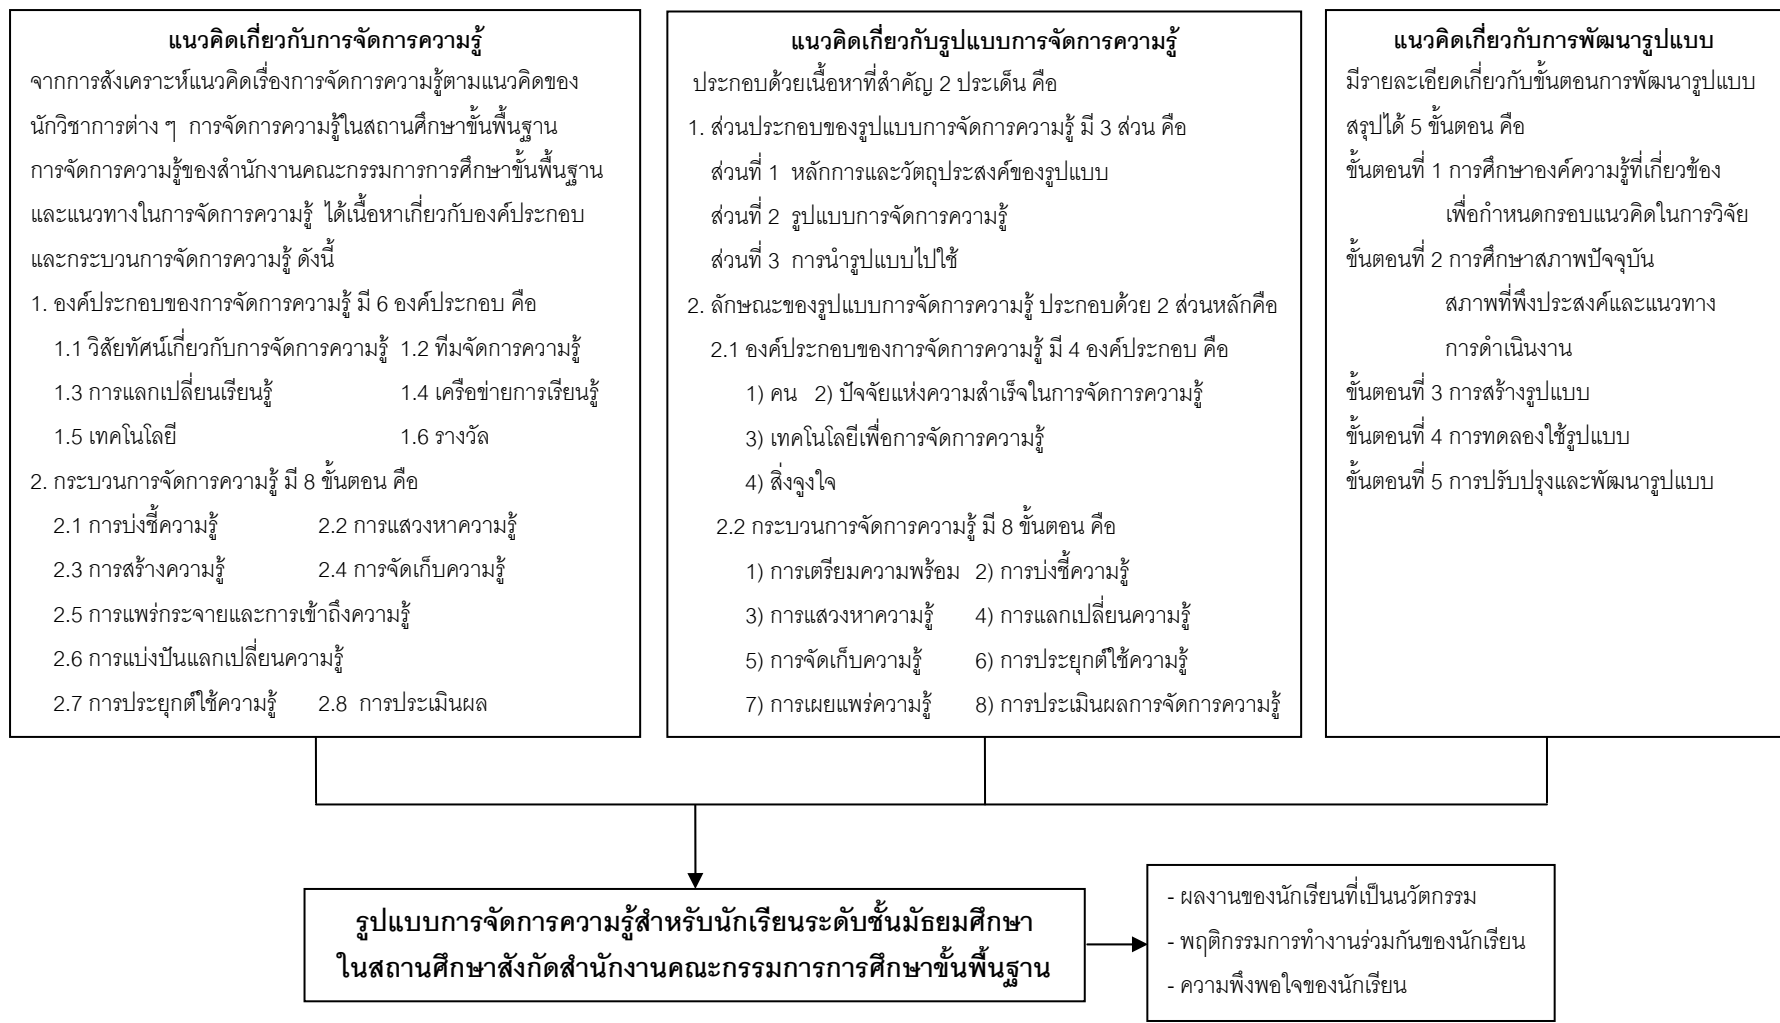 แนวคิดเกี่ยวกับการจัดการความรู้
จากการสังเคราะห์แนวคิดเรื่องการจัดการความรู้ตามแนวคิดของ
นักวิชาการต่าง ๆ การจัดการความรู้ในสถานศึกษาขั้นพื้นฐาน
การจัดการความรู้ของสำนักงานคณะกรรมการการศึกษาขั้นพื้นฐาน
และแนวทางในการจัดการความรู้ ได้เนื้อหาเกี่ยวกับองค์ประกอบ
และกระบวนการจัดการความรู้ ดังนี้
1. องค์ประกอบของการจัดการความรู้ มี 6 องค์ประกอบ คือ
1.1 วิสัยทัศน์เกี่ยวกับการจัดการความรู้ 1.2 ทีมจัดการความรู้
1.3 การแลกเปลี่ยนเรียนรู้ 1.4 เครือข่ายการเรียนรู้
1.5 เทคโนโลยี 1.6 รางวัล
2. กระบวนการจัดการความรู้ มี 8 ขั้นตอน คือ
2.1 การบ่งชี้ความรู้ 2.2 การแสวงหาความรู้
2.3 การสร้างความรู้ 2.4 การจัดเก็บความรู้
2.5 การแพร่กระจายและการเข้าถึงความรู้
2.6 การแบ่งปันแลกเปลี่ยนความรู้
2.7 การประยุกต์ใช้ความรู้ 2.8 การประเมินผล
แนวคิดเกี่ยวกับรูปแบบการจัดการความรู้
ประกอบด้วยเนื้อหาที่สำคัญ 2 ประเด็น คือ
1. ส่วนประกอบของรูปแบบการจัดการความรู้ มี 3 ส่วน คือ
ส่วนที่ 1 หลักการและวัตถุประสงค์ของรูปแบบ
ส่วนที่ 2 รูปแบบการจัดการความรู้
ส่วนที่ 3 การนำรูปแบบไปใช้
2. ลักษณะของรูปแบบการจัดการความรู้ ประกอบด้วย 2 ส่วนหลักคือ
2.1 องค์ประกอบของการจัดการความรู้ มี 4 องค์ประกอบ คือ
1) คน 2) ปัจจัยแห่งความสำเร็จในการจัดการความรู้
3) เทคโนโลยีเพื่อการจัดการความรู้
4) สิ่งจูงใจ
2.2 กระบวนการจัดการความรู้ มี 8 ขั้นตอน คือ
1) การเตรียมความพร้อม 2) การบ่งชี้ความรู้
3) การแสวงหาความรู้ 4) การแลกเปลี่ยนความรู้
5) การจัดเก็บความรู้ 6) การประยุกต์ใช้ความรู้
7) การเผยแพร่ความรู้ 8) การประเมินผลการจัดการความรู้
แนวคิดเกี่ยวกับการพัฒนารูปแบบ
มีรายละเอียดเกี่ยวกับขั้นตอนการพัฒนารูปแบบ
สรุปได้ 5 ขั้นตอน คือ
ขั้นตอนที่ 1 การศึกษาองค์ความรู้ที่เกี่ยวข้อง
เพื่อกำหนดกรอบแนวคิดในการวิจัย
ขั้นตอนที่ 2 การศึกษาสภาพปัจจุบัน
สภาพที่พึงประสงค์และแนวทาง
การดำเนินงาน
ขั้นตอนที่ 3 การสร้างรูปแบบ
ขั้นตอนที่ 4 การทดลองใช้รูปแบบ
ขั้นตอนที่ 5 การปรับปรุงและพัฒนารูปแบบ
รูปแบบการจัดการความรู้สำหรับนักเรียนระดับชั้นมัธยมศึกษา
ในสถานศึกษาสังกัดสำนักงานคณะกรรมการการศึกษาขั้นพื้นฐาน
- ผลงานของนักเรียนที่เป็นนวัตกรรม
- พฤติกรรมการทำงานร่วมกันของนักเรียน
- ความพึงพอใจของนักเรียน